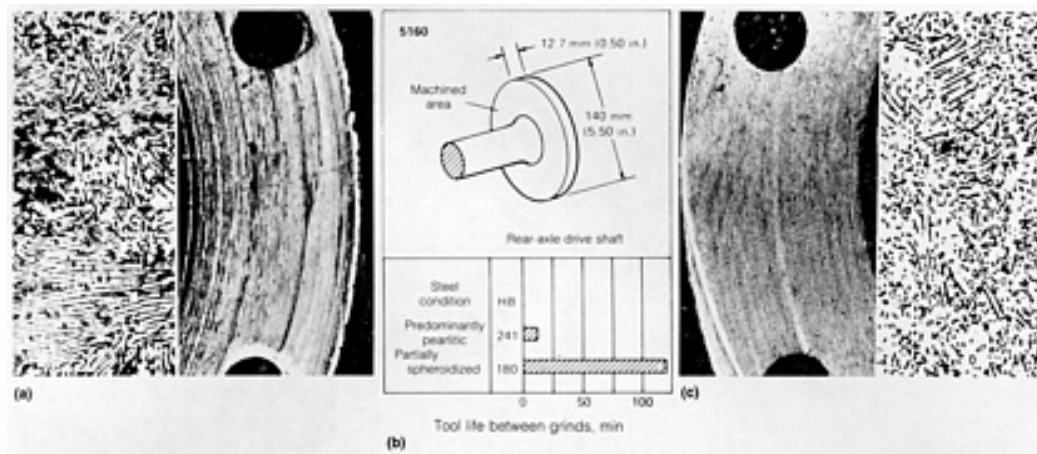 5160
12.7 mm (0.50 in.)
Machined
area
140 mm
(5.50 in.)
Rear-axle drive shaft
Steel
condition
HB
Predominantly
pearlitic
241
Partially
spheroidized
180
0 50 100
Tool life between grinds, min
(a)
(b)
(c)